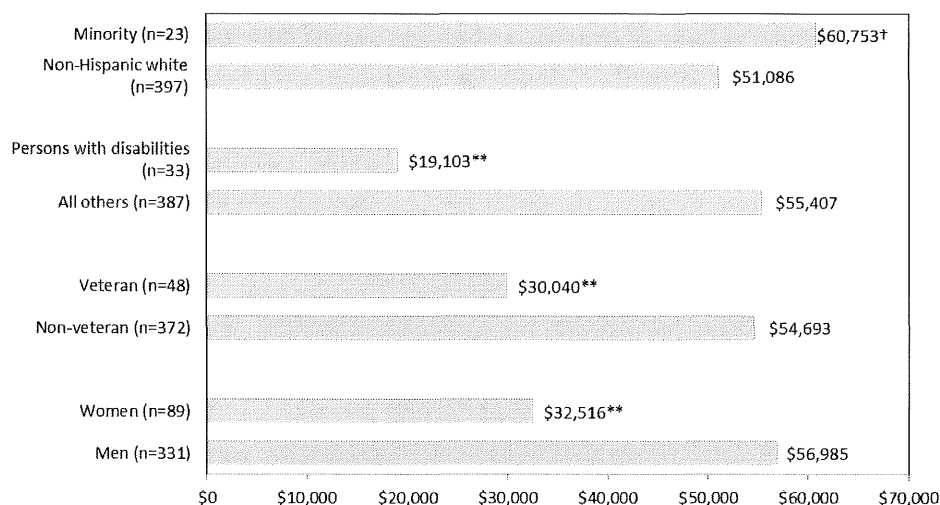 Minority (n=23)
$60,753†
Non-Hispanic white
(n=397)
$51,086
Persons with disabilities
(n=33)
$19,103**
All others (n=387)
$55,407
Veteran (n=48)
$30,040**
Non-veteran (n=372)
$54,693
Women (n=89)
$32,516**
Men (n=331)
$56,985
$0 $10,000 $20,000 $30,000 $40,000 $50,000 $60,000 $70,000